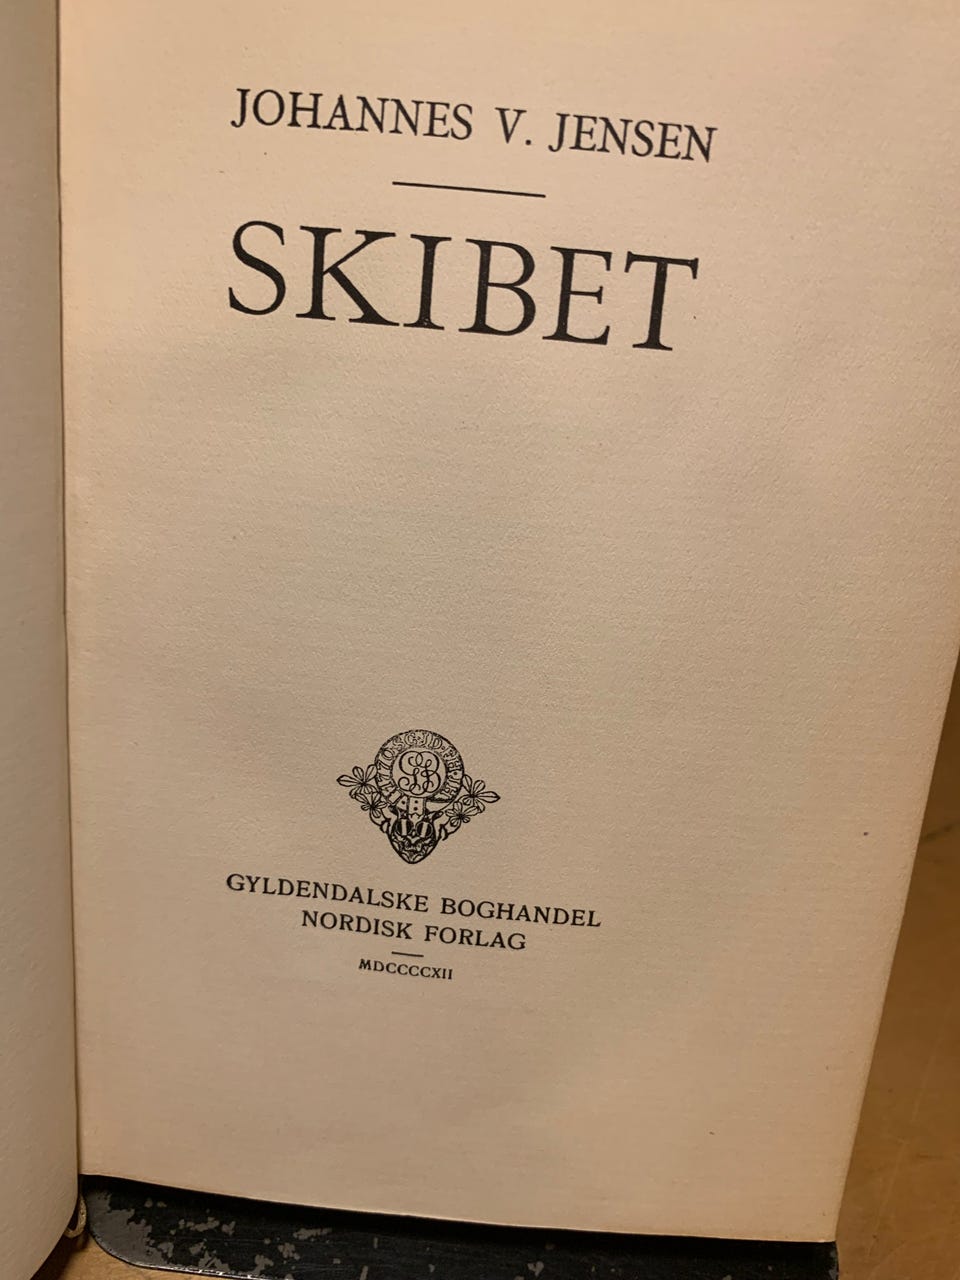 JOHANNES V. JENSEN
SKIBET
GYLDENDALSKE BOGHANDEL
NORDISK FORLAG
MDCCCCXII